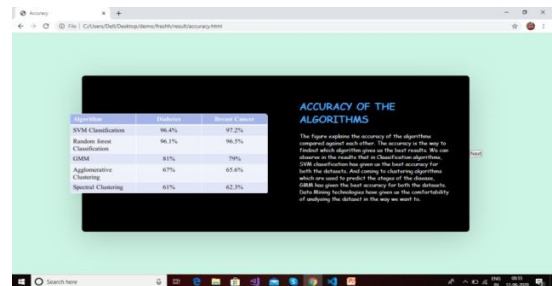 Accuracy
File | C:/Users/Dell/Desktop/demo/frashh/result/accuracy.html
Algorithm Diabetes Breast Cancer
SVM Classification 96.4% 97.2%
Random forest Classification 96.1% 96.5%
GMM 81% 79%
Agglomerative Clustering 67% 65.6%
Spectral Clustering 61% 62.3%
ACCURACY OF THE
ALGORITHMS
The figure explains the accuracy of the algorithms
compared against each other. The accuracy is the way to
findout which algorithm gives us the best results. We can
observe in the results that in Classification algorithms,
SVM classification has given us the best accuracy for
both the datasets. And coming to clustering algorithms
which are used to predict the stages of the disease,
GMM has given the best accuracy for both the datasets.
Data Mining technologies have given us the comfortability
of analysing the dataset in the way we want to.
Next
Search here
ENG
08:55